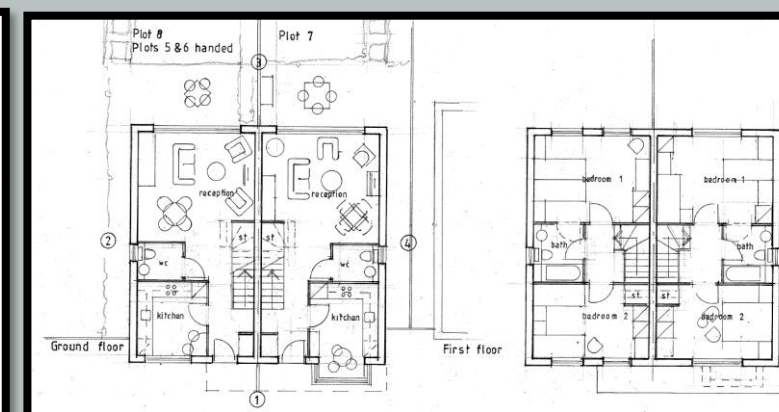 Plot 8
Plots 5 & 6 handed
Plot 7
3
reception
reception
2
4
st
st
wc
wc
kitchen
kitchen
Ground floor
1
bedroom 1
bedroom 1
bath
bath
st
st
bedroom 2
bedroom 2
First floor